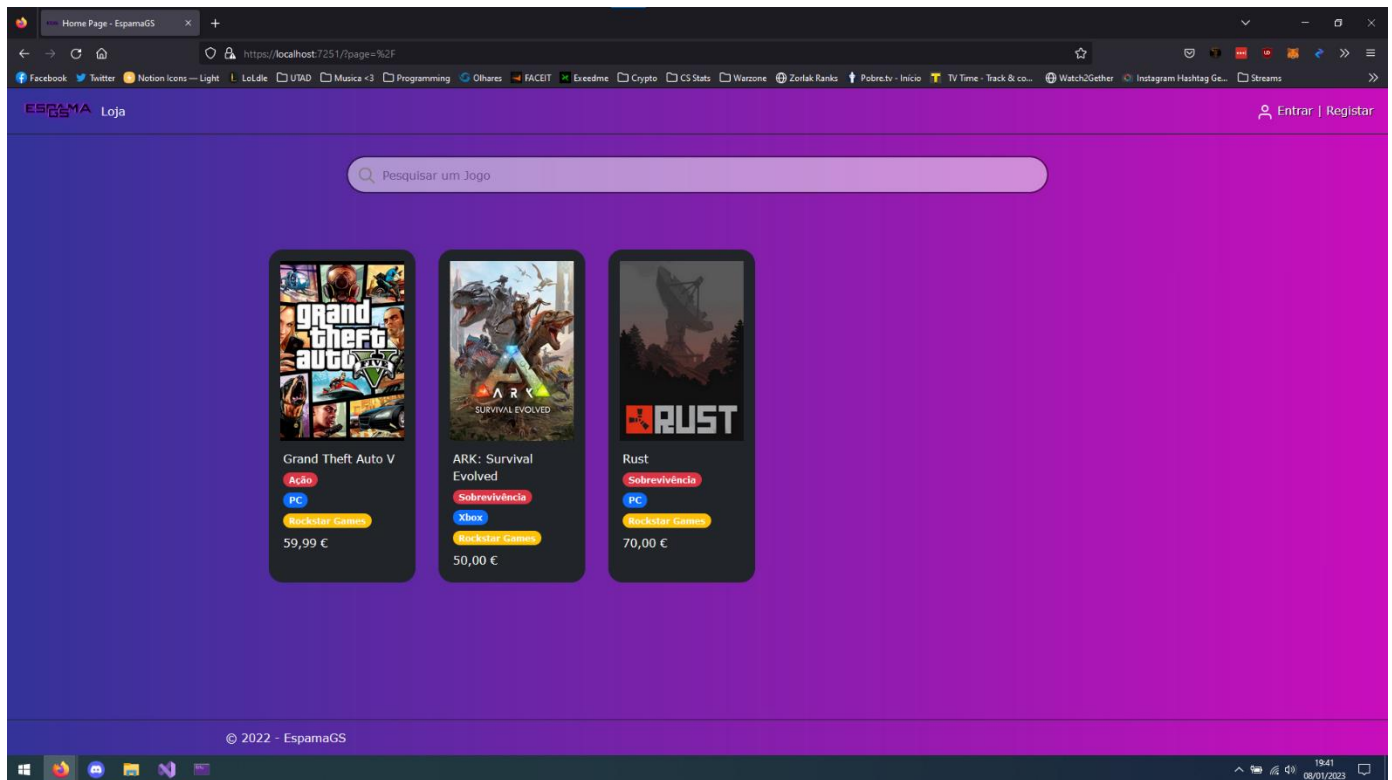 Home Page - EspamaGS
https://localhost:7251/?page=%2F
Facebook Twitter Notion Icons — Light LoLdle UTAD Musica <3 Programming Olhares FACEIT Exeedme Crypto CS Stats Warzone Zorlak Ranks Pobre.tv - Início TV Time - Track & co... Watch2Gether Instagram Hashtag Ge... Streams
ESPAMA GS Loja Entrar | Registar
Pesquisar um Jogo
grand
theft
auto
FIVE
ARK
SURVIVAL EVOLVED
RUST
Grand Theft Auto V
Ação
PC
Rockstar Games
59,99 €
ARK: Survival
Evolved
Sobrevivência
Xbox
Rockstar Games
50,00 €
Rust
Sobrevivência
PC
Rockstar Games
70,00 €
© 2022 - EspamaGS
19:41
08/01/2023